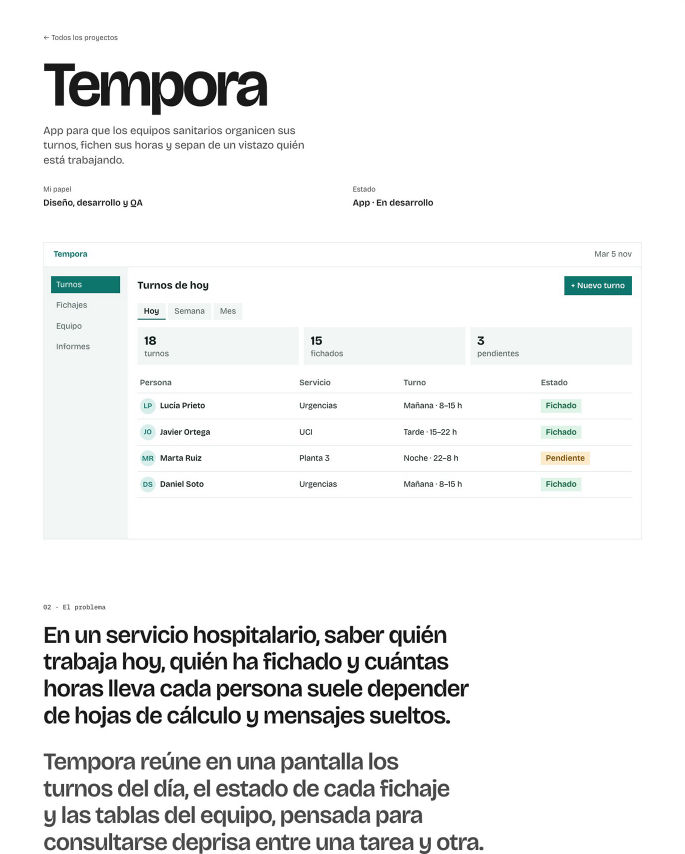 ← Todos los proyectos
Tempora
App para que los equipos sanitarios organicen sus
turnos, fichen sus horas y sepan de un vistazo quién
está trabajando.
Mi papel
Diseño, desarrollo y QA
Estado
App · En desarrollo
Tempora
Mar 5 nov
Turnos
Fichajes
Equipo
Informes
Turnos de hoy
+ Nuevo turno
Hoy Semana Mes
18
turnos
15
fichados
3
pendientes
Persona Servicio Turno Estado
LP Lucía Prieto Urgencias Mañana · 8–15 h Fichado
JO Javier Ortega UCI Tarde · 15–22 h Fichado
MR Marta Ruiz Planta 3 Noche · 22–8 h Pendiente
DS Daniel Soto Urgencias Mañana · 8–15 h Fichado
02 - El problema
En un servicio hospitalario, saber quién
trabaja hoy, quién ha fichado y cuántas
horas lleva cada persona suele depender
de hojas de cálculo y mensajes sueltos.
Tempora reúne en una pantalla los
turnos del día, el estado de cada fichaje
y las tablas del equipo, pensada para
consultarse deprisa entre una tarea y otra.